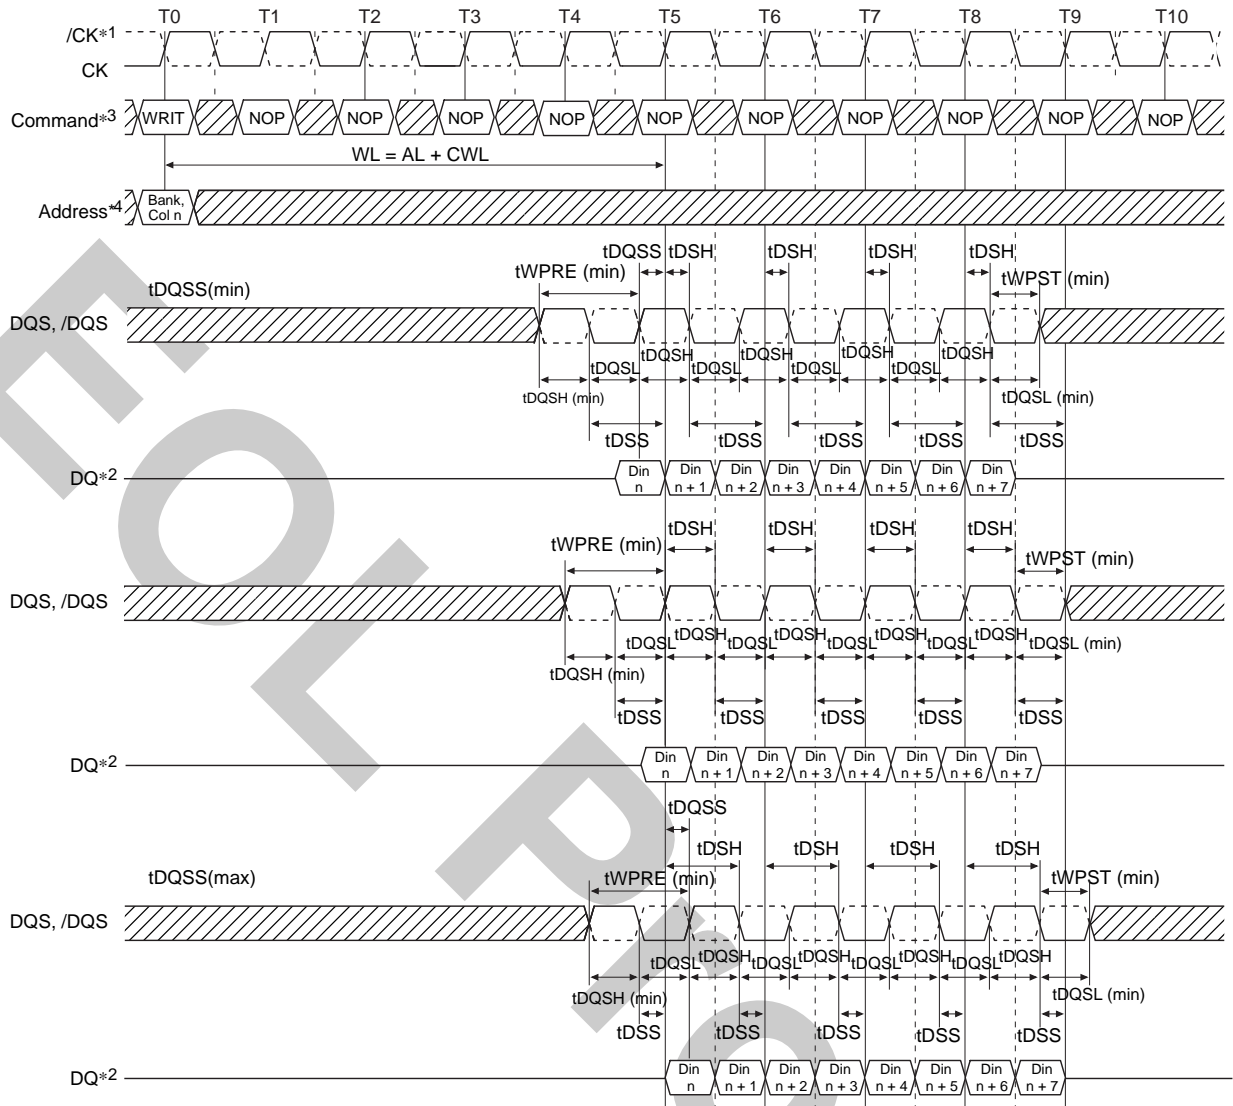 T0 T1 T2 T3 T4 T5 T6 T7 T8 T9 T10
/CK*1
CK
Command*3 WRIT NOP NOP NOP NOP NOP NOP NOP NOP NOP NOP
WL = AL + CWL
Address*4 Bank, Col n
tDQSS tDSH tDSH tDSH tDSH
tWPRE (min) tWPST (min)
tDQSS(min)
DQS, /DQS
tDQSH tDQSH tDQSH tDQSH
tDQSL tDQSL tDQSL tDQSL
tDQSH (min) tDQSL (min)
tDSS tDSS tDSS tDSS tDSS
DQ*2 Din n Din n + 1 Din n + 2 Din n + 3 Din n + 4 Din n + 5 Din n + 6 Din n + 7
tDSH tDSH tDSH tDSH
tWPRE (min) tWPST (min)
DQS, /DQS
tDQSL tDQSH tDQSL tDQSH tDQSL tDQSH tDQSL tDQSH tDQSL (min)
tDQSH (min)
tDSS tDSS tDSS tDSS tDSS
DQ*2 Din n Din n + 1 Din n + 2 Din n + 3 Din n + 4 Din n + 5 Din n + 6 Din n + 7
tDQSS
tDSH tDSH tDSH tDSH
tDQSS(max) tWPRE (min) tWPST (min)
DQS, /DQS
tDQSL tDQSH tDQSL tDQSH tDQSL tDQSH tDQSL tDQSH
tDQSH (min) tDQSL (min)
tDSS tDSS tDSS tDSS tDSS
DQ*2 Din n Din n + 1 Din n + 2 Din n + 3 Din n + 4 Din n + 5 Din n + 6 Din n + 7
EOL Pro